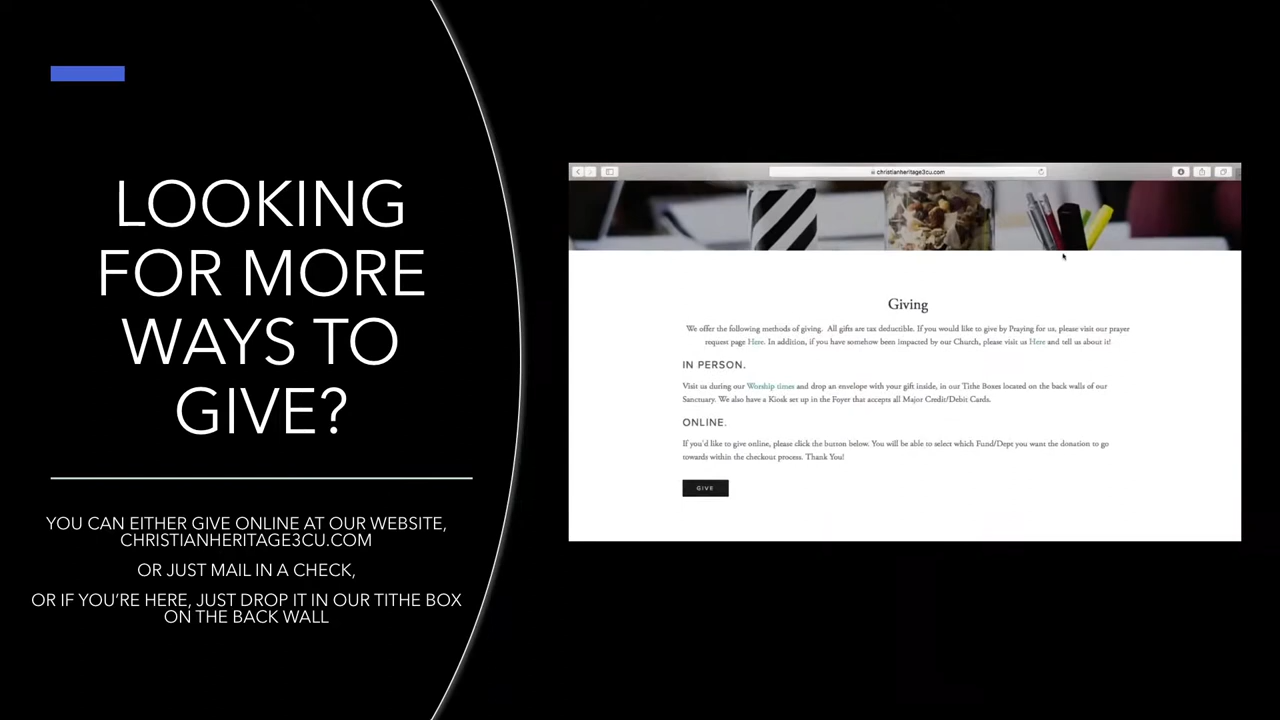 LOOKING
FOR MORE
WAYS TO
GIVE?
YOU CAN EITHER GIVE ONLINE AT OUR WEBSITE,
CHRISTIANHERITAGE3CU.COM
OR JUST MAIL IN A CHECK,
OR IF YOU'RE HERE, JUST DROP IT IN OUR TITHE BOX
ON THE BACK WALL
christianheritage3cu.com
Giving
We offer the following methods of giving. All gifts are tax deductible. If you would like to give by Praying for us, please visit our prayer
request page Here. In addition, if you have somehow been impacted by our Church, please visit us Here and tell us about it!
IN PERSON.
Visit us during our Worship times and drop an envelope with your gift inside, in our Tithe Boxes located on the back walls of our
Sanctuary. We also have a Kiosk set up in the Foyer that accepts all Major Credit/Debit Cards.
ONLINE.
If you'd like to give online, please click the button below. You will be able to select which Fund/Dept you want the donation to go
towards within the checkout process. Thank You!
GIVE